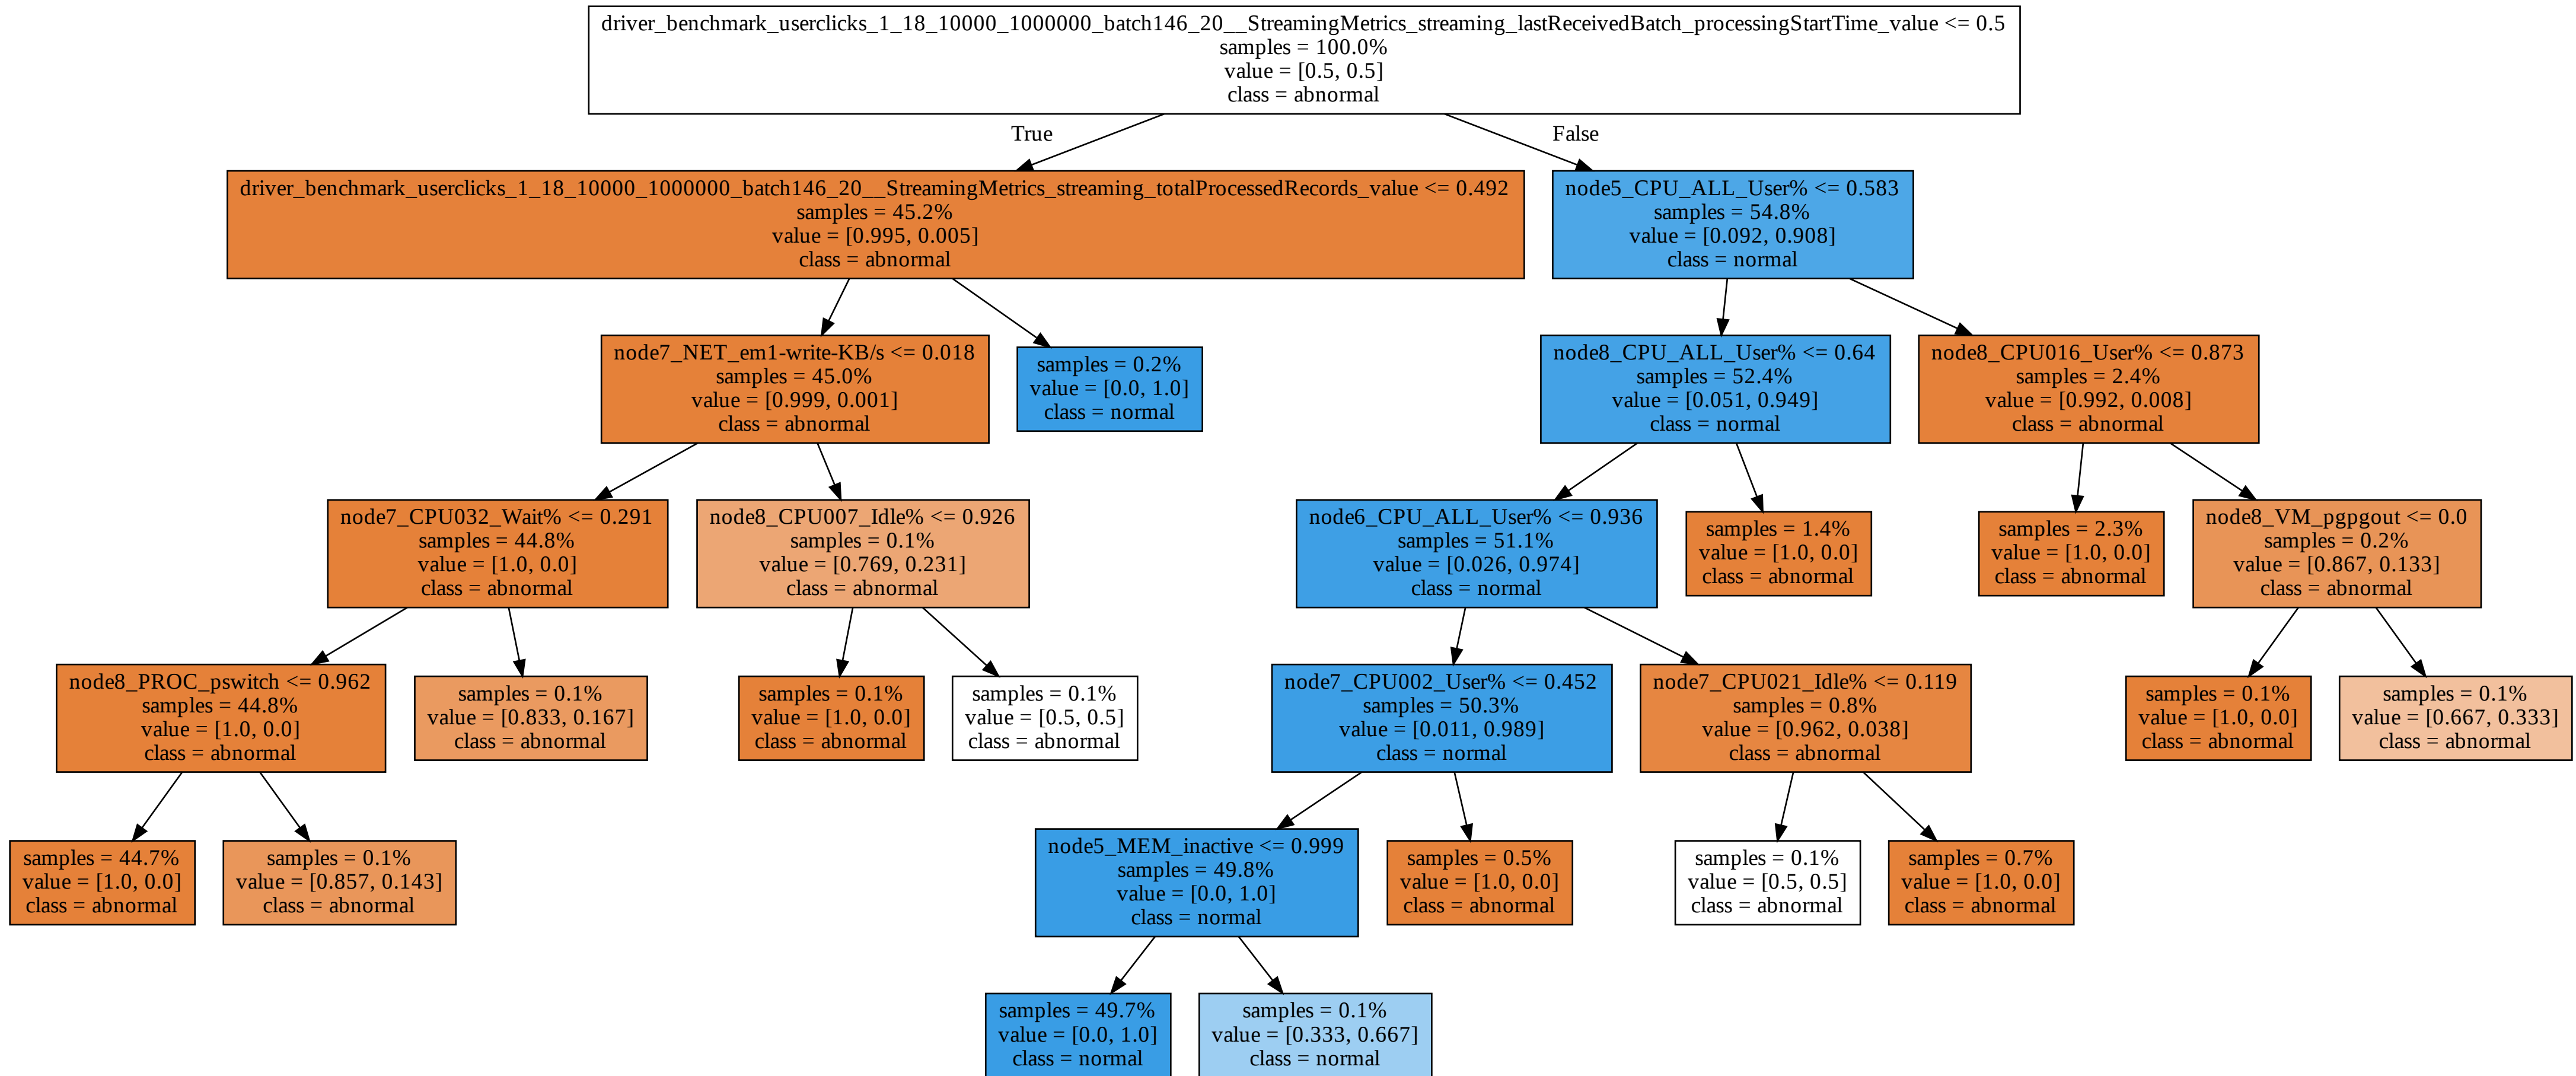 driver_benchmark_userclicks_1_18_10000_1000000_batch146_20__StreamingMetrics_streaming_lastReceivedBatch_processingStartTime_value <= 0.5
samples = 100.0%
value = [0.5, 0.5]
class = abnormal
True
False
driver_benchmark_userclicks_1_18_10000_1000000_batch146_20__StreamingMetrics_streaming_totalProcessedRecords_value <= 0.492
samples = 45.2%
value = [0.995, 0.005]
class = abnormal
node5_CPU_ALL_User% <= 0.583
samples = 54.8%
value = [0.092, 0.908]
class = normal
node7_NET_em1-write-KB/s <= 0.018
samples = 45.0%
value = [0.999, 0.001]
class = abnormal
samples = 0.2%
value = [0.0, 1.0]
class = normal
node8_CPU_ALL_User% <= 0.64
samples = 52.4%
value = [0.051, 0.949]
class = normal
node8_CPU016_User% <= 0.873
samples = 2.4%
value = [0.992, 0.008]
class = abnormal
node7_CPU032_Wait% <= 0.291
samples = 44.8%
value = [1.0, 0.0]
class = abnormal
node8_CPU007_Idle% <= 0.926
samples = 0.1%
value = [0.769, 0.231]
class = abnormal
node6_CPU_ALL_User% <= 0.936
samples = 51.1%
value = [0.026, 0.974]
class = normal
samples = 1.4%
value = [1.0, 0.0]
class = abnormal
samples = 2.3%
value = [1.0, 0.0]
class = abnormal
node8_VM_pgpgout <= 0.0
samples = 0.2%
value = [0.867, 0.133]
class = abnormal
node8_PROC_pswitch <= 0.962
samples = 44.8%
value = [1.0, 0.0]
class = abnormal
samples = 0.1%
value = [0.833, 0.167]
class = abnormal
samples = 0.1%
value = [1.0, 0.0]
class = abnormal
samples = 0.1%
value = [0.5, 0.5]
class = abnormal
node7_CPU002_User% <= 0.452
samples = 50.3%
value = [0.011, 0.989]
class = normal
node7_CPU021_Idle% <= 0.119
samples = 0.8%
value = [0.962, 0.038]
class = abnormal
samples = 0.1%
value = [1.0, 0.0]
class = abnormal
samples = 0.1%
value = [0.667, 0.333]
class = abnormal
samples = 44.7%
value = [1.0, 0.0]
class = abnormal
samples = 0.1%
value = [0.857, 0.143]
class = abnormal
node5_MEM_inactive <= 0.999
samples = 49.8%
value = [0.0, 1.0]
class = normal
samples = 0.5%
value = [1.0, 0.0]
class = abnormal
samples = 0.1%
value = [0.5, 0.5]
class = abnormal
samples = 0.7%
value = [1.0, 0.0]
class = abnormal
samples = 49.7%
value = [0.0, 1.0]
class = normal
samples = 0.1%
value = [0.333, 0.667]
class = normal